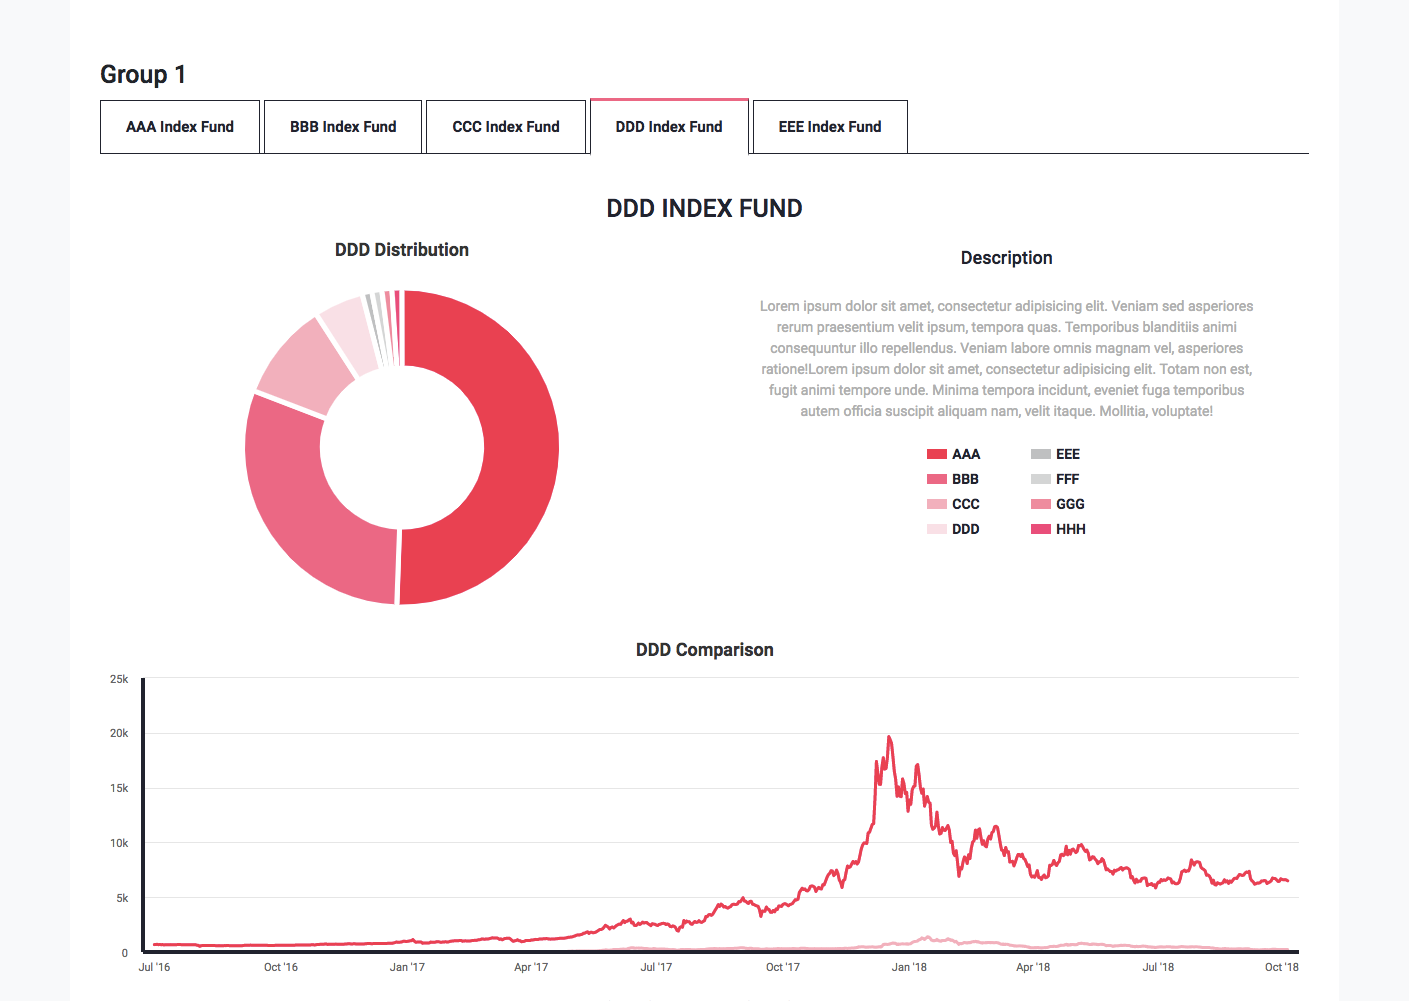 Group 1
AAA Index Fund
BBB Index Fund
CCC Index Fund
DDD Index Fund
EEE Index Fund
DDD INDEX FUND
DDD Distribution
Description
Lorem ipsum dolor sit amet, consectetur adipisicing elit. Veniam sed asperiores
rerum praesentium velit ipsum, tempora quas. Temporibus blanditiis animi
consequuntur illo repellendus. Veniam labore omnis magnam vel, asperiores
ratione!Lorem ipsum dolor sit amet, consectetur adipisicing elit. Totam non est,
fugit animi tempore unde. Minima tempora incidunt, eveniet fuga temporibus
autem officia suscipit aliquam nam, velit itaque. Mollitia, voluptate!
AAA
BBB
CCC
DDD
EEE
FFF
GGG
HHH
DDD Comparison
25k
20k
15k
10k
5k
0
Jul '16
Oct '16
Jan '17
Apr '17
Jul '17
Oct '17
Jan '18
Apr '18
Jul '18
Oct '18